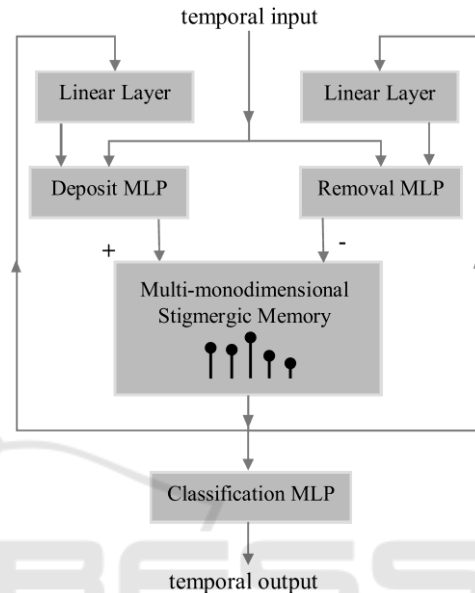 temporal input
Linear Layer
Linear Layer
Deposit MLP
Removal MLP
+
-
Multi-monodimensional
Stigmergic Memory
Classification MLP
temporal output